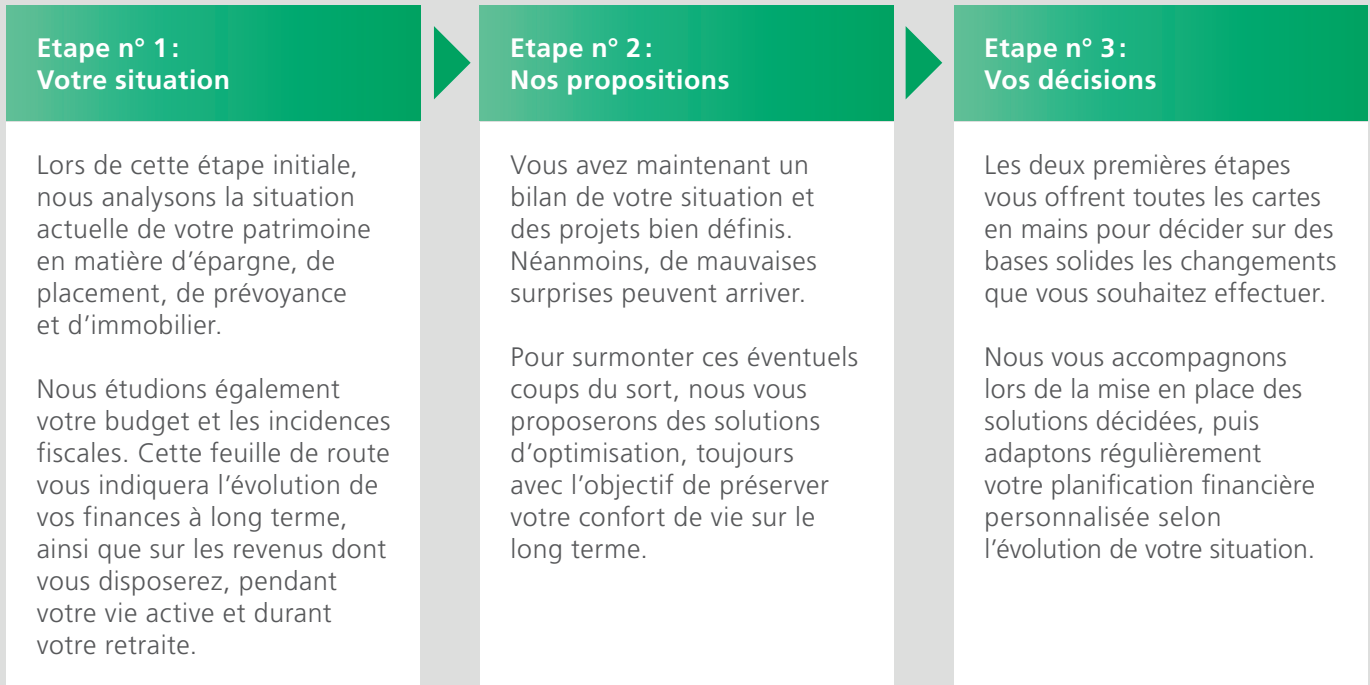 Etape n° 1 :
Votre situation
Lors de cette étape initiale,
nous analysons la situation
actuelle de votre patrimoine
en matière d’épargne, de
placement, de prévoyance
et d’immobilier.
Nous étudions également
votre budget et les incidences
fiscales. Cette feuille de route
vous indiquera l’évolution de
vos finances à long terme,
ainsi que sur les revenus dont
vous disposerez, pendant
votre vie active et durant
votre retraite.
Etape n° 2 :
Nos propositions
Vous avez maintenant un
bilan de votre situation et
des projets bien définis.
Néanmoins, de mauvaises
surprises peuvent arriver.
Pour surmonter ces éventuels
coups du sort, nous vous
proposerons des solutions
d’optimisation, toujours
avec l’objectif de préserver
votre confort de vie sur le
long terme.
Etape n° 3 :
Vos décisions
Les deux premières étapes
vous offrent toutes les cartes
en mains pour décider sur des
bases solides les changements
que vous souhaitez effectuer.
Nous vous accompagnons
lors de la mise en place des
solutions décidées, puis
adaptons régulièrement
votre planification financière
personnalisée selon
l’évolution de votre situation.